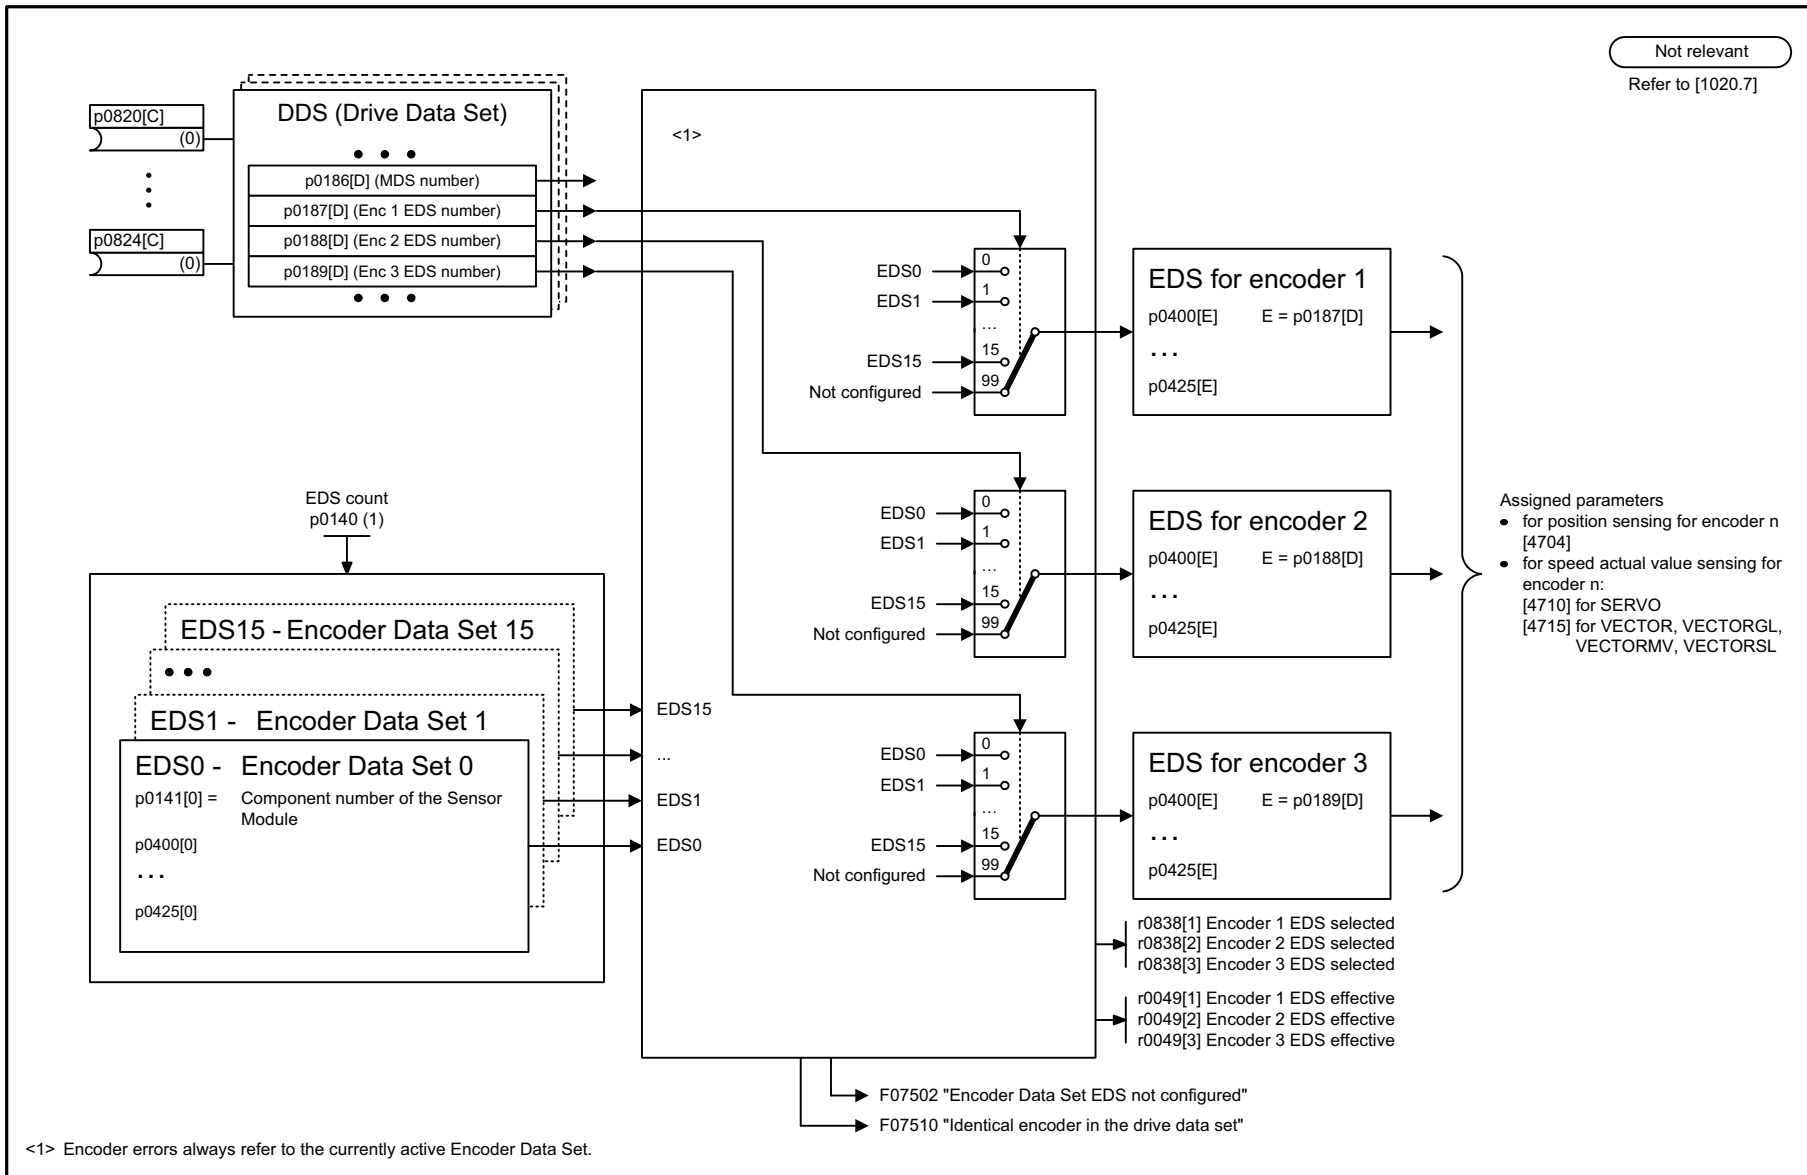 Not relevant
Refer to [1020.7]
p0820[C]
(0)
p0824[C]
(0)
DDS (Drive Data Set)
p0186[D] (MDS number)
p0187[D] (Enc 1 EDS number)
p0188[D] (Enc 2 EDS number)
p0189[D] (Enc 3 EDS number)
<1>
EDS0
0
EDS1
1
...
EDS15
15
Not configured
99
EDS for encoder 1
p0400[E] E = p0187[D]
...
p0425[E]
EDS0
0
EDS1
1
...
EDS15
15
Not configured
99
EDS for encoder 2
p0400[E] E = p0188[D]
...
p0425[E]
EDS0
0
EDS1
1
...
EDS15
15
Not configured
99
EDS for encoder 3
p0400[E] E = p0189[D]
...
p0425[E]
Assigned parameters
• for position sensing for encoder n
[4704]
• for speed actual value sensing for
encoder n:
[4710] for SERVO
[4715] for VECTOR, VECTORGL,
VECTORMV, VECTORSL
EDS count
p0140 (1)
EDS15 - Encoder Data Set 15
EDS1 - Encoder Data Set 1
EDS0 - Encoder Data Set 0
p0141[0] = Component number of the Sensor
Module
p0400[0]
...
p0425[0]
EDS15
...
EDS1
EDS0
r0838[1] Encoder 1 EDS selected
r0838[2] Encoder 2 EDS selected
r0838[3] Encoder 3 EDS selected
r0049[1] Encoder 1 EDS effective
r0049[2] Encoder 2 EDS effective
r0049[3] Encoder 3 EDS effective
F07502 "Encoder Data Set EDS not configured"
F07510 "Identical encoder in the drive data set"
<1> Encoder errors always refer to the currently active Encoder Data Set.